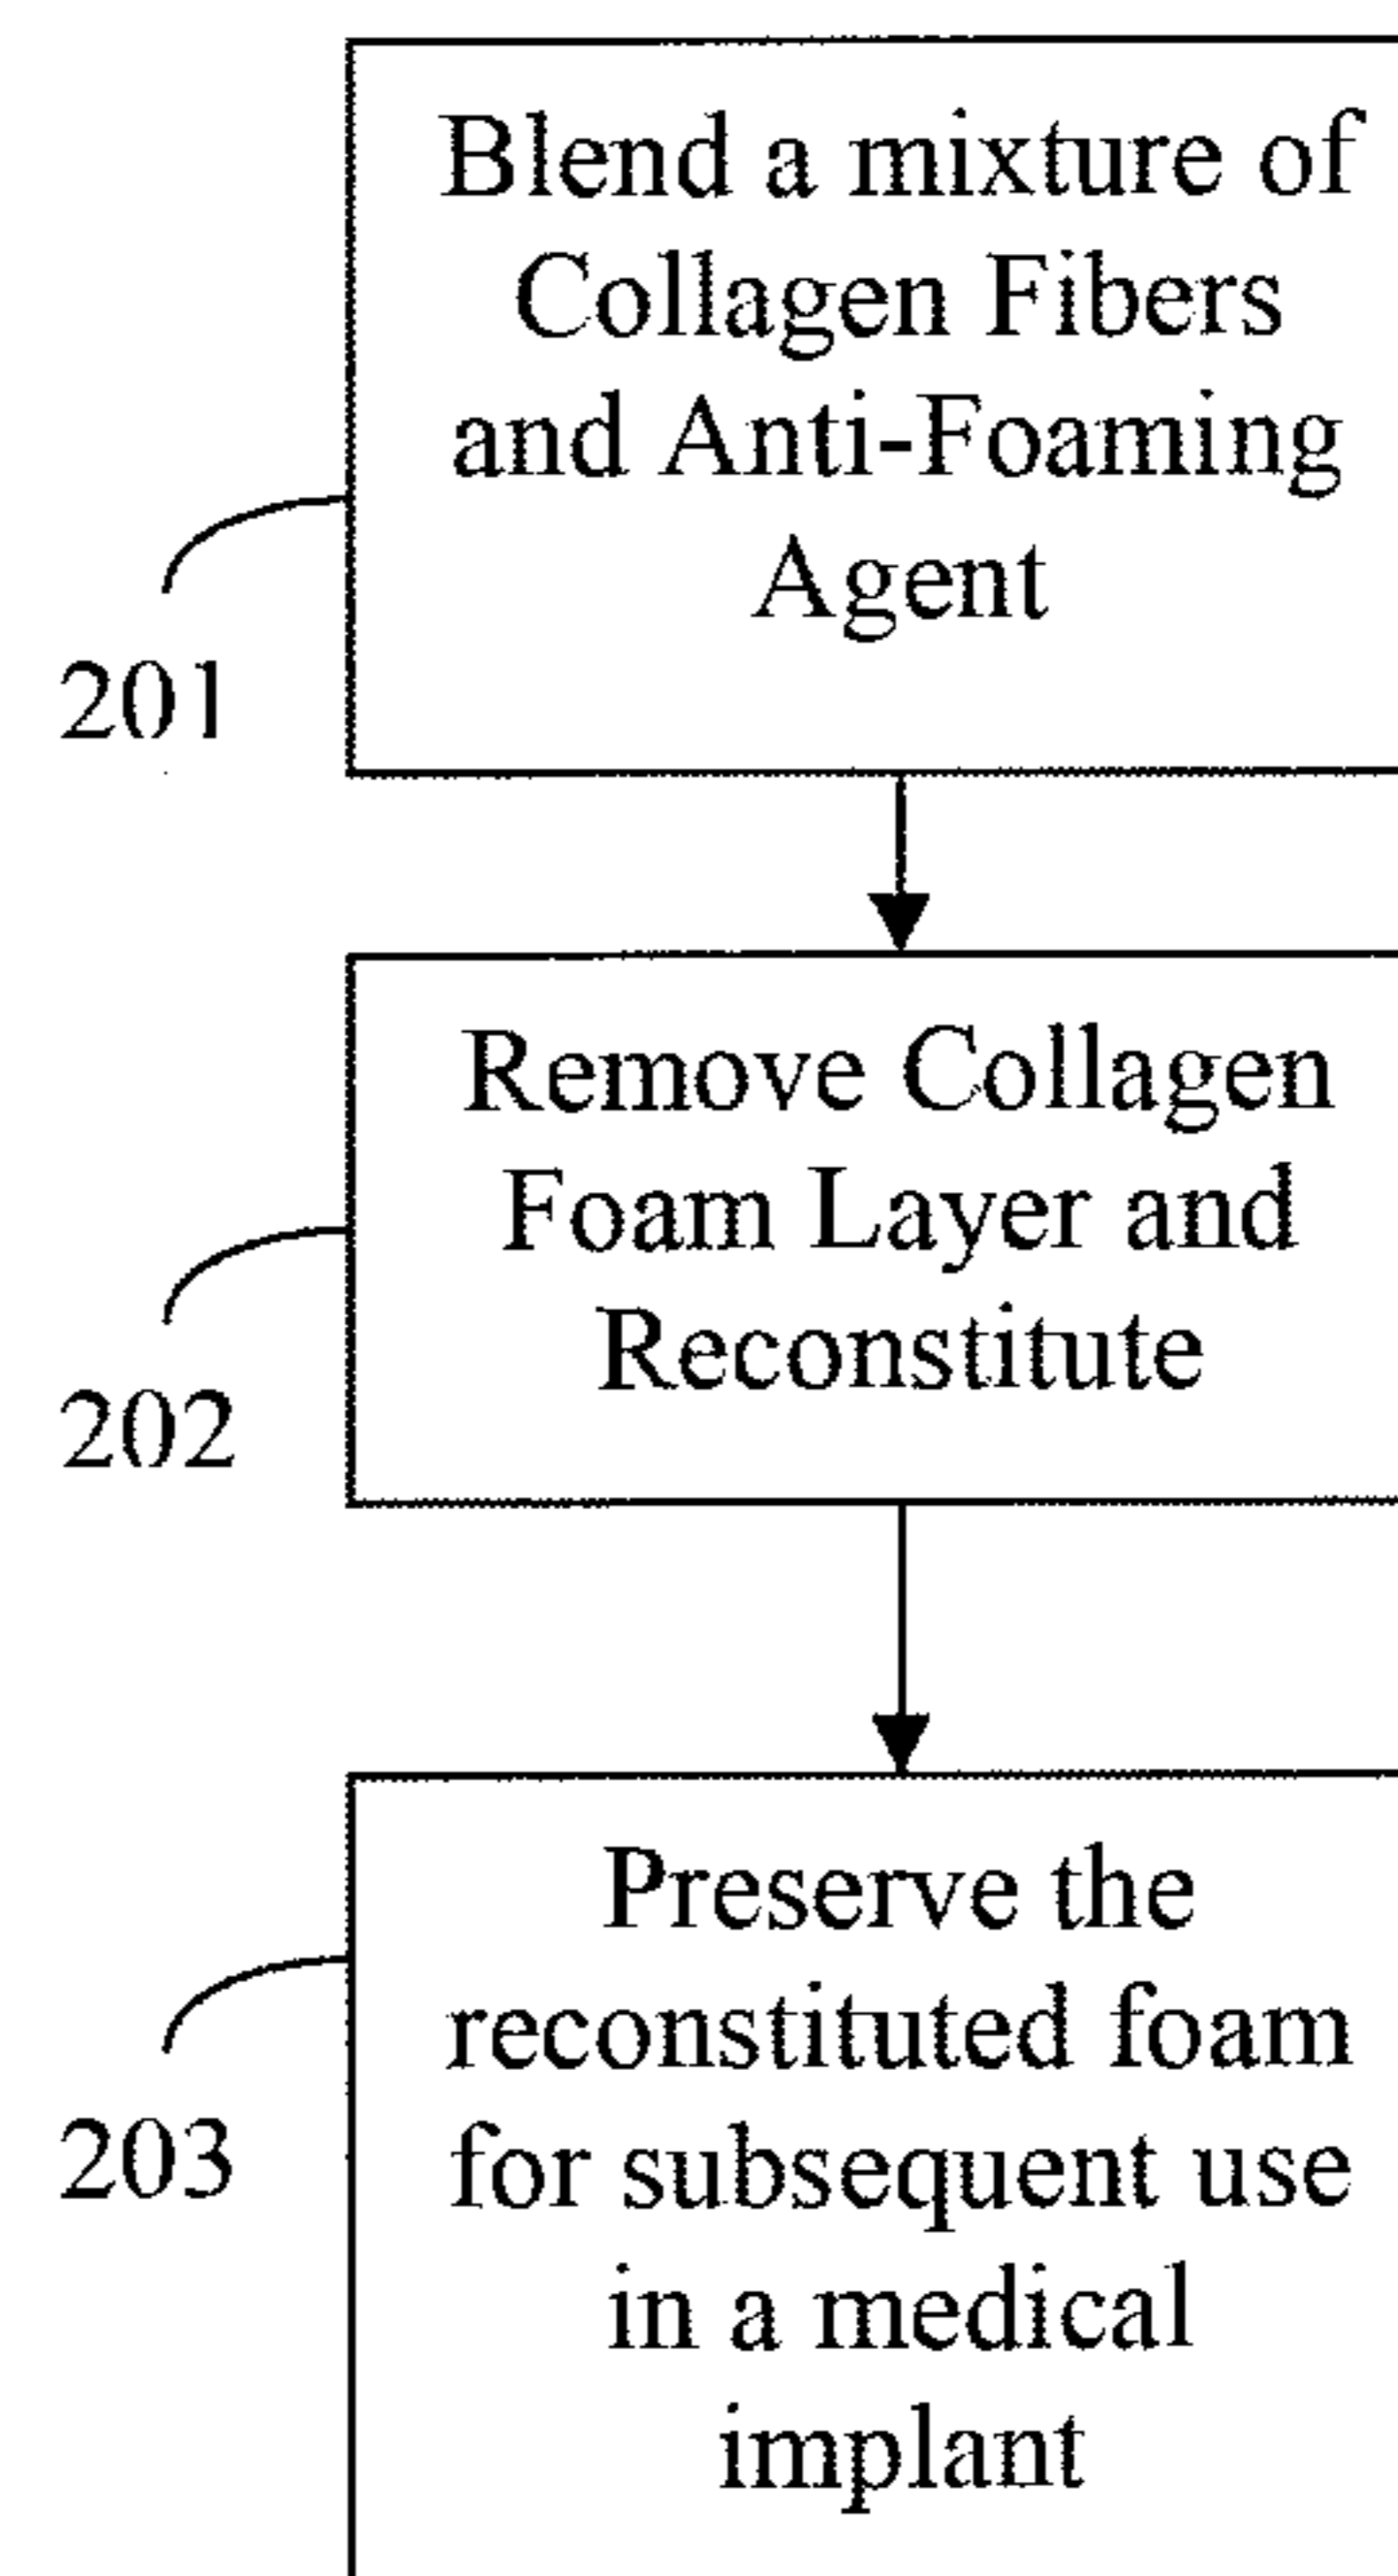 Blend a mixture of
Collagen Fibers
and Anti-Foaming
Agent
201
Remove Collagen
Foam Layer and
Reconstitute
202
Preserve the
reconstituted foam
for subsequent use
in a medical
implant
203